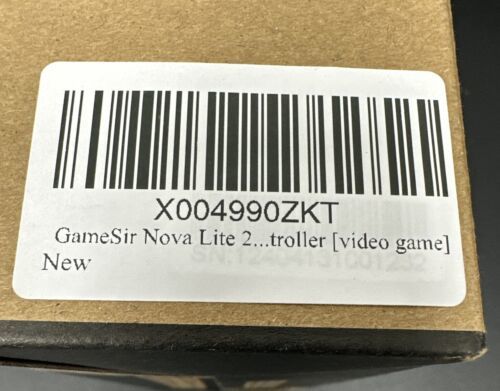 X004990ZKT
GameSir Nova Lite 2...troller [video game]
New